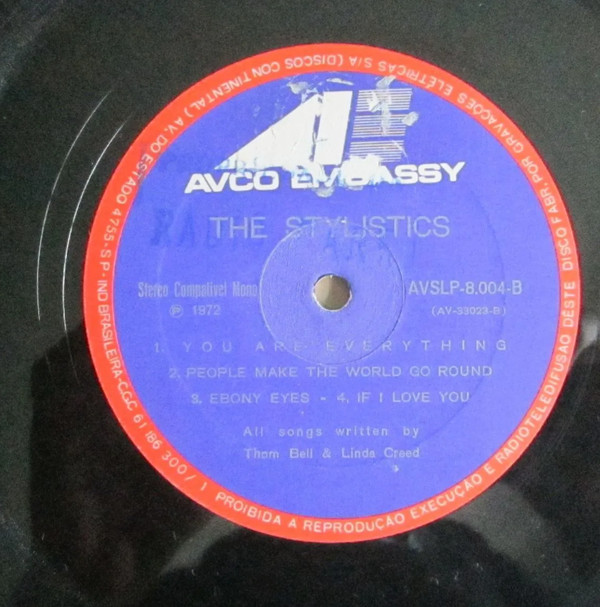 AVCO EMBASSY
THE STYLISTICS
Stereo Compatível Mono
AVSLP-8.004-B
Ⓟ 1972
(AV-33023-B)
1. YOU ARE EVERYTHING
2. PEOPLE MAKE THE WORLD GO ROUND
3. EBONY EYES - 4. IF I LOVE YOU
All songs written by
Thom Bell & Linda Creed
DISCO FABR. POR GRAVAÇÕES ELÉTRICAS S/A (DISCOS CONTINENTAL) AV. DO ESTADO 4755-SP - IND BRASILEIRA-C.G.C 61 186 300/1 PROIBIDA A REPRODUÇÃO EXECUÇÃO E RADIOTELEDIFUSAO DESTE